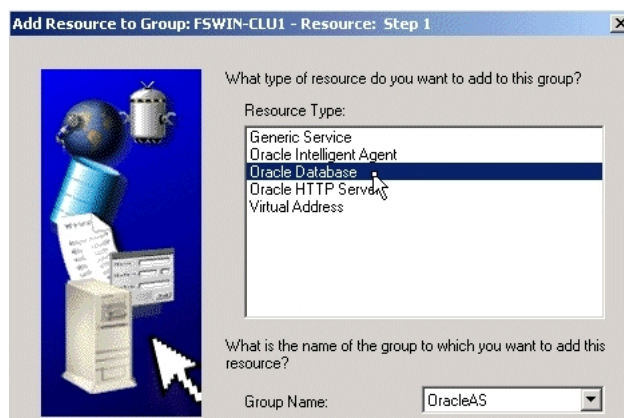 Add Resource to Group: FSWIN-CLU1 - Resource: Step 1
What type of resource do you want to add to this group?
Resource Type:
Generic Service
Oracle Intelligent Agent
Oracle Database
Oracle HTTP Server
Virtual Address
What is the name of the group to which you want to add this
resource?
Group Name:
OracleAS